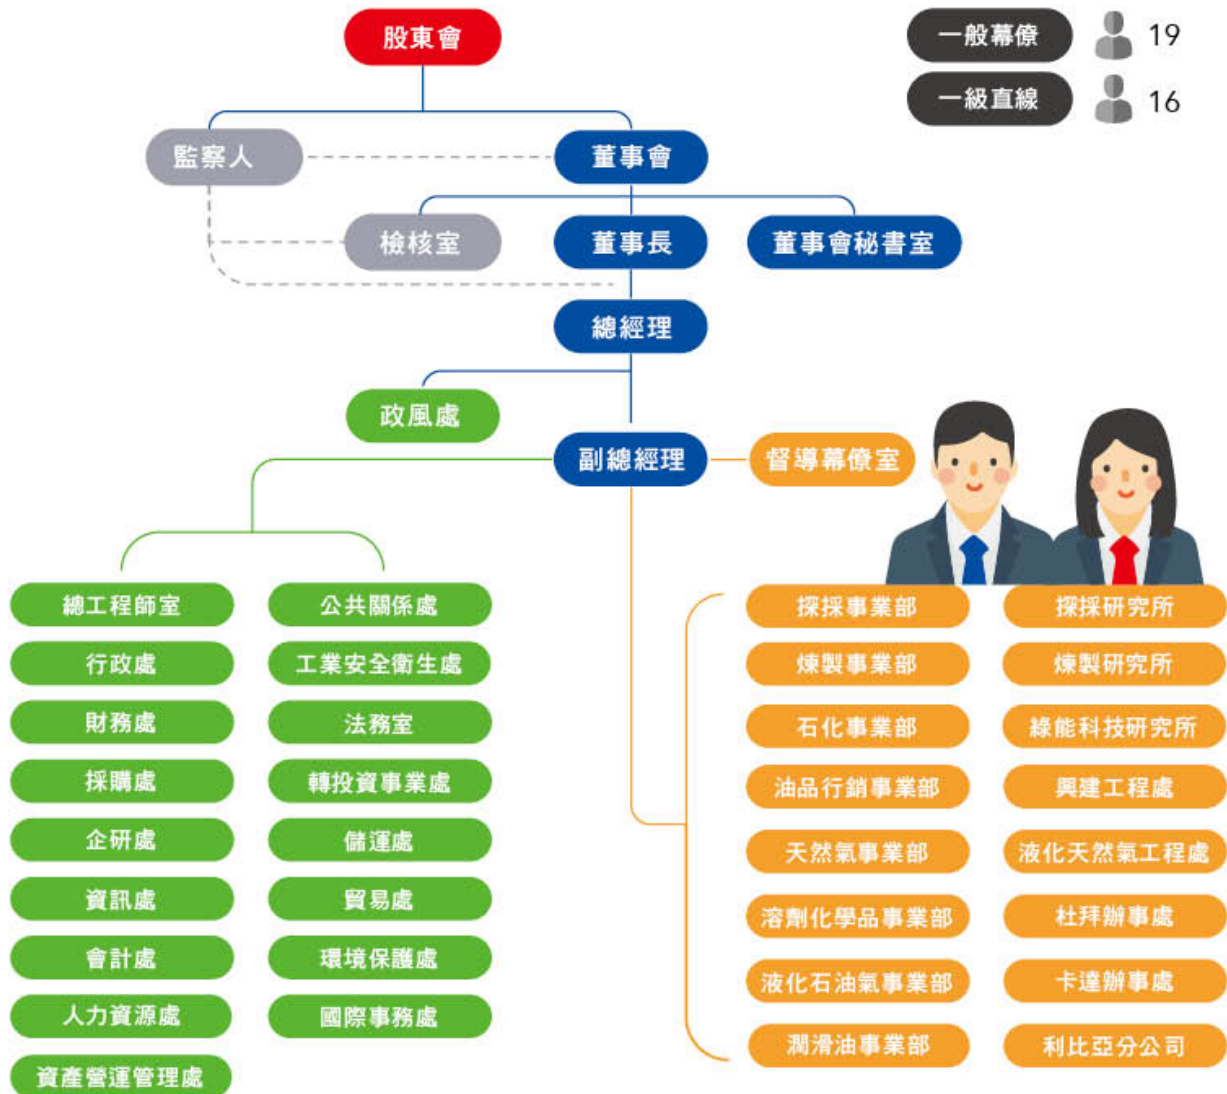 股東會
一般幕僚 19
一級直線 16
監察人
董事會
檢核室
董事長
董事會秘書室
總經理
政風處
副總經理
督導幕僚室
總工程師室
行政處
財務處
採購處
企研處
資訊處
會計處
人力資源處
資產營運管理處
公共關係處
工業安全衛生處
法務室
轉投資事業處
儲運處
貿易處
環境保護處
國際事務處
探採事業部
煉製事業部
石化事業部
油品行銷事業部
天然氣事業部
溶劑化學品事業部
液化石油氣事業部
潤滑油事業部
探採研究所
煉製研究所
綠能科技研究所
興建工程處
液化天然氣工程處
杜拜辦事處
卡達辦事處
利比亞分公司